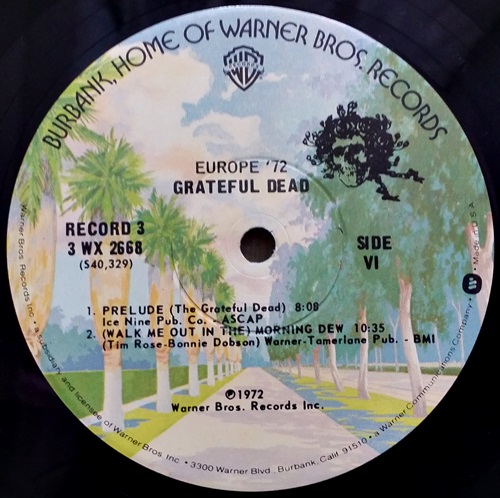 BURBANK, HOME OF WARNER BROS. RECORDS
WB
EUROPE '72
GRATEFUL DEAD
RECORD 3
3 WX 2668
(S40,329)
SIDE
VI
1. PRELUDE (The Grateful Dead) 8:08
Ice Nine Pub. Co. - ASCAP
2. (WALK ME OUT IN THE) MORNING DEW 10:35
(Tim Rose-Bonnie Dobson) Warner-Tamerlane Pub. - BMI
℗1972
Warner Bros. Records Inc.
Warner Bros. Records Inc., a subsidiary and licensee of Warner Bros. Inc. • 3300 Warner Blvd., Burbank, Calif. 91510 • a Warner Communications Company • Made in U.S.A.